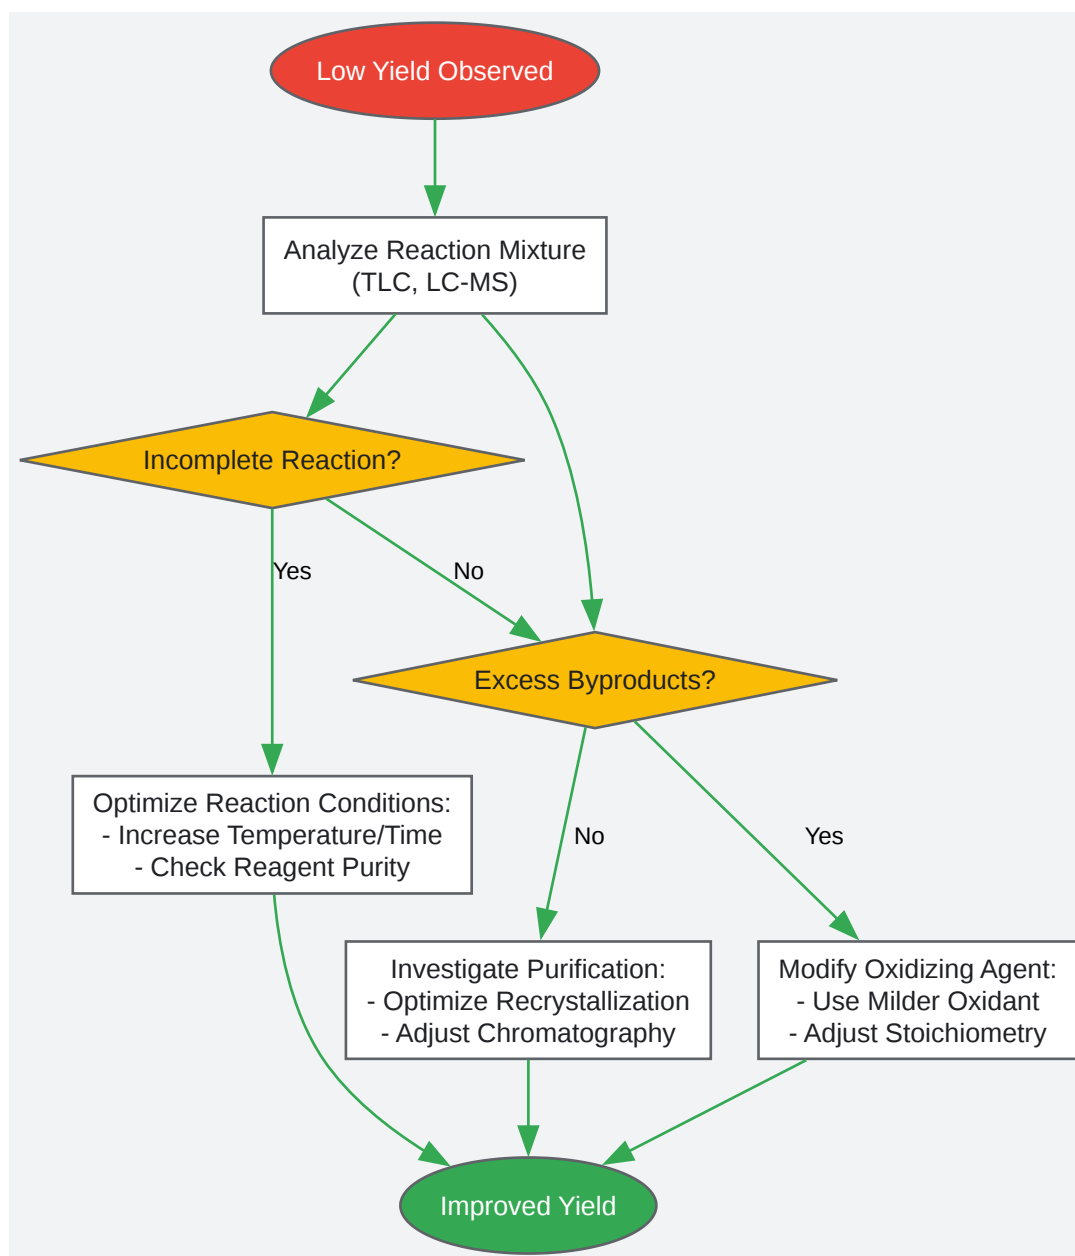 Low Yield Observed
Analyze Reaction Mixture
(TLC, LC-MS)
Incomplete Reaction?
Yes
No
Excess Byproducts?
Optimize Reaction Conditions:
- Increase Temperature/Time
- Check Reagent Purity
No
Yes
Investigate Purification:
- Optimize Recrystallization
- Adjust Chromatography
Modify Oxidizing Agent:
- Use Milder Oxidant
- Adjust Stoichiometry
Improved Yield